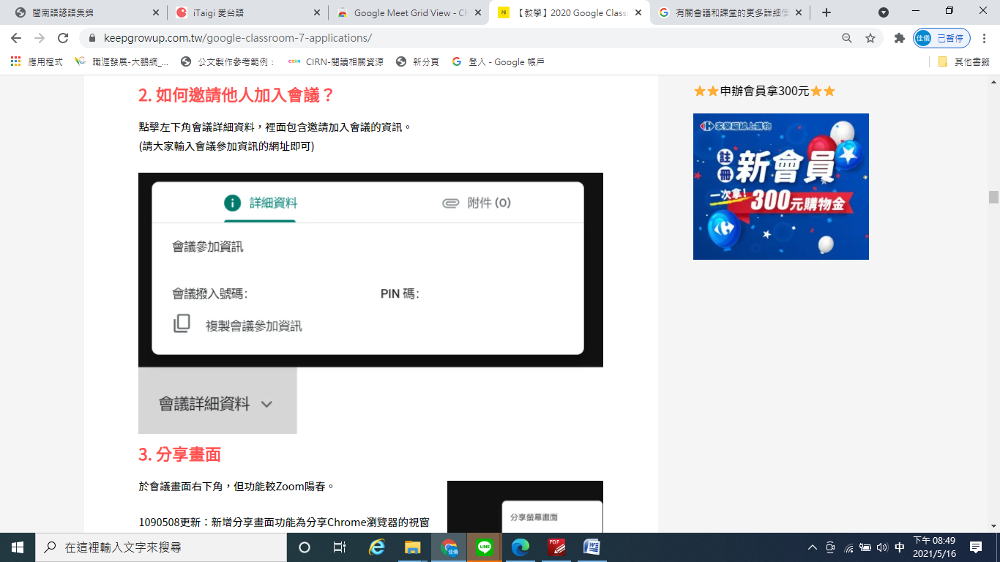 閩南語諺語集錦
iTaigi 愛台語
Google Meet Grid View - Ch
【教學】2020 Google Class
有關會議和課堂的更多詳細信
keepgrowup.com.tw/google-classroom-7-applications/
佳儀 已暫停
應用程式
職涯發展-大鵬網_...
公文製作參考範例：
CIRN-閱讀相關資源
新分頁
登入 - Google 帳戶
其他書籤
2. 如何邀請他人加入會議？
點擊左下角會議詳細資料，裡面包含邀請加入會議的資訊。
(請大家輸入會議參加資訊的網址即可)
詳細資料
附件 (0)
會議參加資訊
會議撥入號碼：
PIN 碼：
複製會議參加資訊
會議詳細資料
3. 分享畫面
於會議畫面右下角，但功能較Zoom陽春。
1090508更新：新增分享畫面功能為分享Chrome瀏覽器的視窗
分享螢幕畫面
⭐⭐申辦會員拿300元⭐⭐
家樂福線上購物
註冊
新會員
一次拿!
300元購物金
在這裡輸入文字來搜尋
佳儀
LINE
PDF
中
下午 08:49
2021/5/16